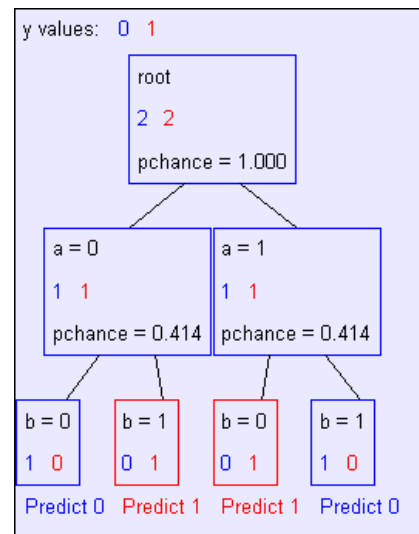 y values: 0 1
root
2 2
pchance = 1.000
a = 0
1 1
pchance = 0.414
a = 1
1 1
pchance = 0.414
b = 0
1 0
Predict 0
b = 1
0 1
Predict 1
b = 0
0 1
Predict 1
b = 1
1 0
Predict 0